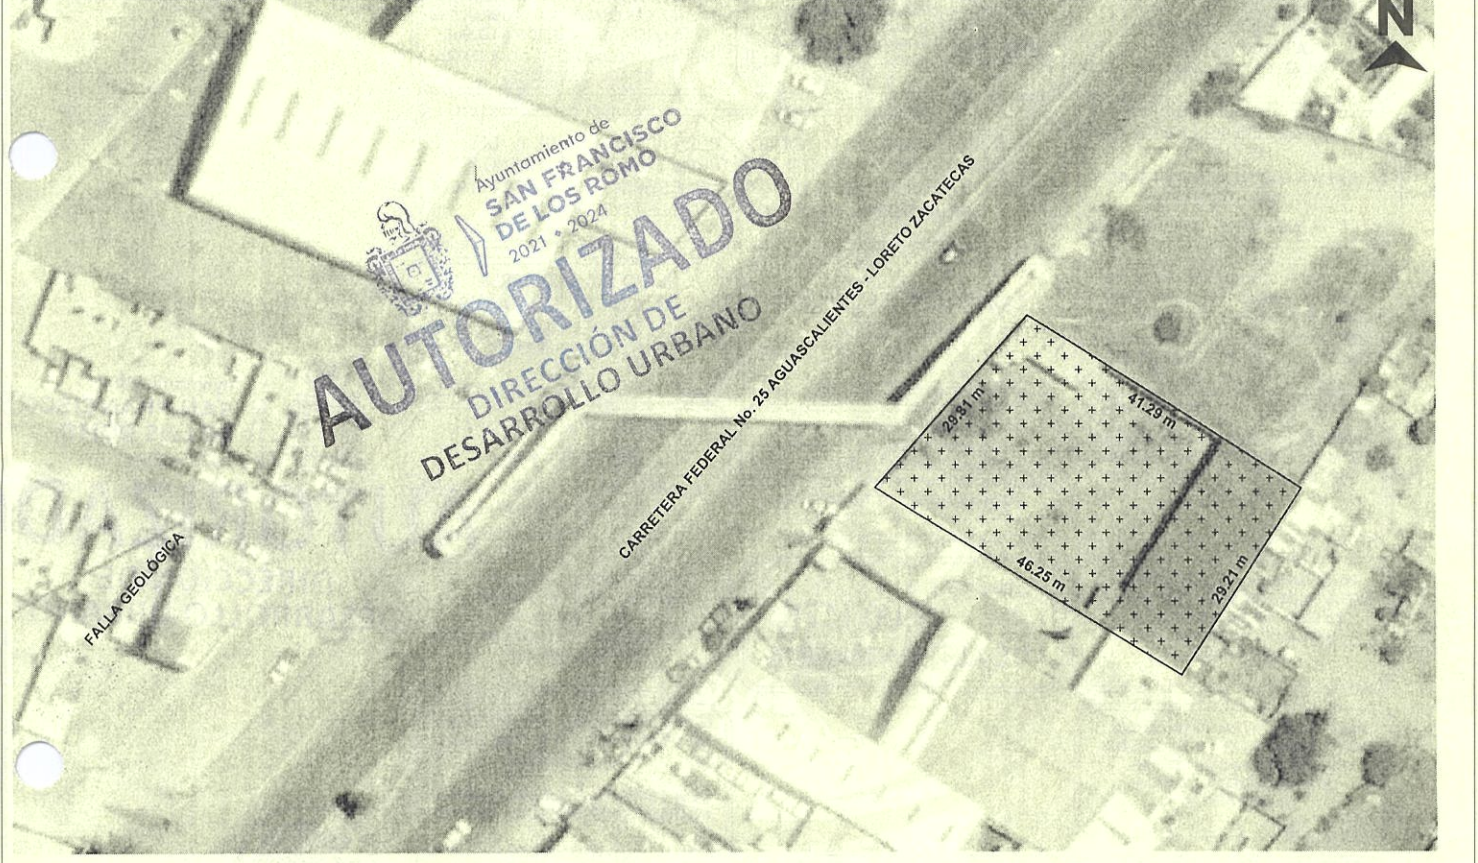 N
Ayuntamiento de
SAN FRANCISCO
DE LOS ROMO
2021 • 2024
AUTORIZADO
DIRECCIÓN DE
DESARROLLO URBANO
CARRETERA FEDERAL No. 25 AGUASCALIENTES - LORETO ZACATECAS
29.81 m
41.29 m
46.25 m
29.21 m
FALLA GEOLÓGICA